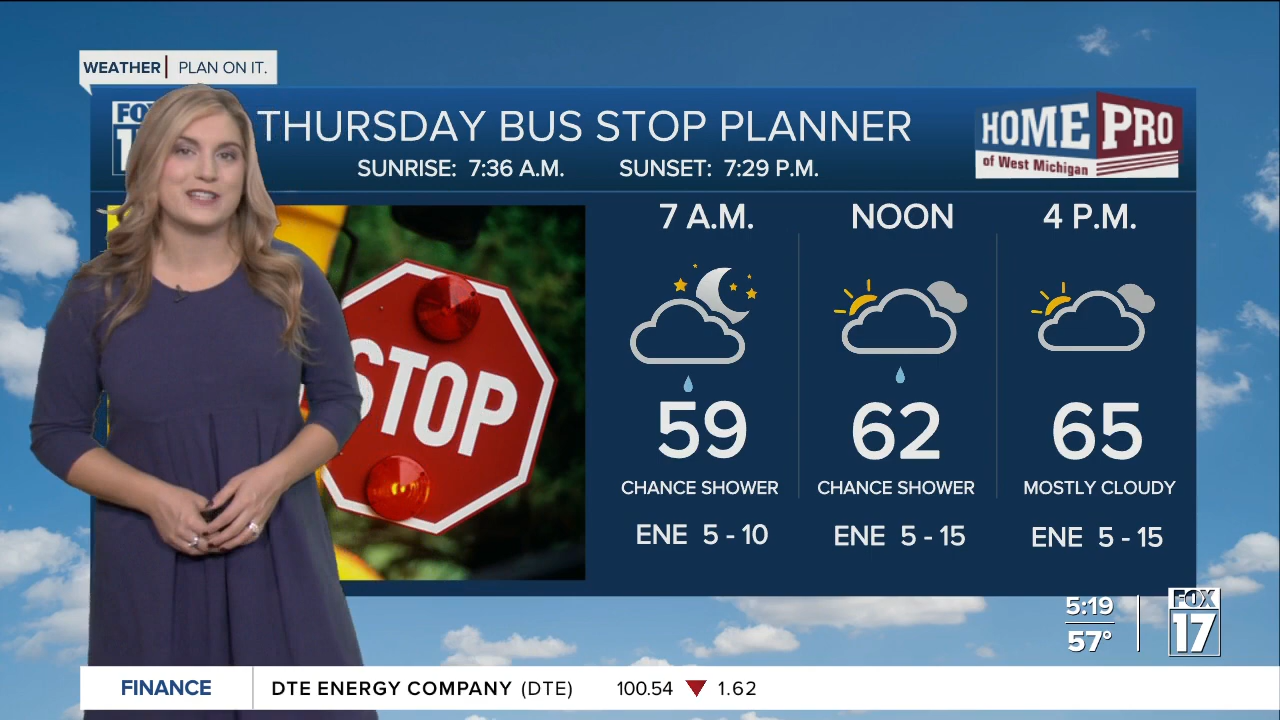 WEATHER | PLAN ON IT.
THURSDAY BUS STOP PLANNER
SUNRISE: 7:36 A.M. SUNSET: 7:29 P.M.
HOME PRO
of West Michigan
7 A.M. NOON 4 P.M.
STOP
59 62 65
CHANCE SHOWER CHANCE SHOWER MOSTLY CLOUDY
ENE 5 - 10 ENE 5 - 15 ENE 5 - 15
5:19
57°
FOX
17
FINANCE DTE ENERGY COMPANY (DTE) 100.54 ▼ 1.62